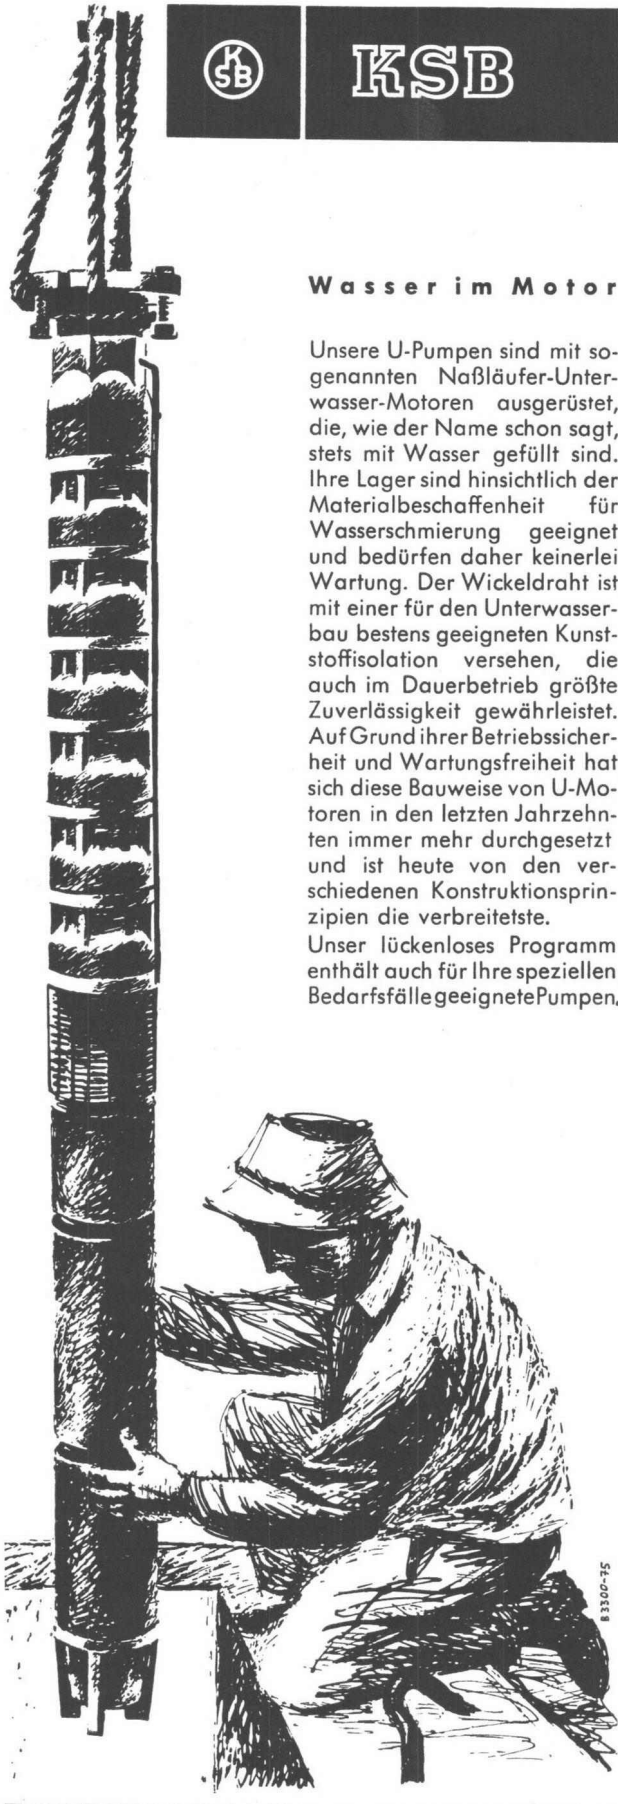 K
SB
KSB
Wasser im Motor
Unsere U-Pumpen sind mit so-
genannten Naßläufer-Unter-
wasser-Motoren ausgerüstet,
die, wie der Name schon sagt,
stets mit Wasser gefüllt sind.
Ihre Lager sind hinsichtlich der
Materialbeschaffenheit für
Wasserschmierung geeignet
und bedürfen daher keinerlei
Wartung. Der Wickeldraht ist
mit einer für den Unterwasser-
bau bestens geeigneten Kunst-
stoffisolation versehen, die
auch im Dauerbetrieb größte
Zuverlässigkeit gewährleistet.
Auf Grund ihrer Betriebssicher-
heit und Wartungsfreiheit hat
sich diese Bauweise von U-Mo-
toren in den letzten Jahrzehn-
ten immer mehr durchgesetzt
und ist heute von den ver-
schiedenen Konstruktionsprin-
zipien die verbreitetste.
Unser lückenloses Programm
enthält auch für Ihre speziellen
Bedarfsfälle geeignete Pumpen.
B 3300-75